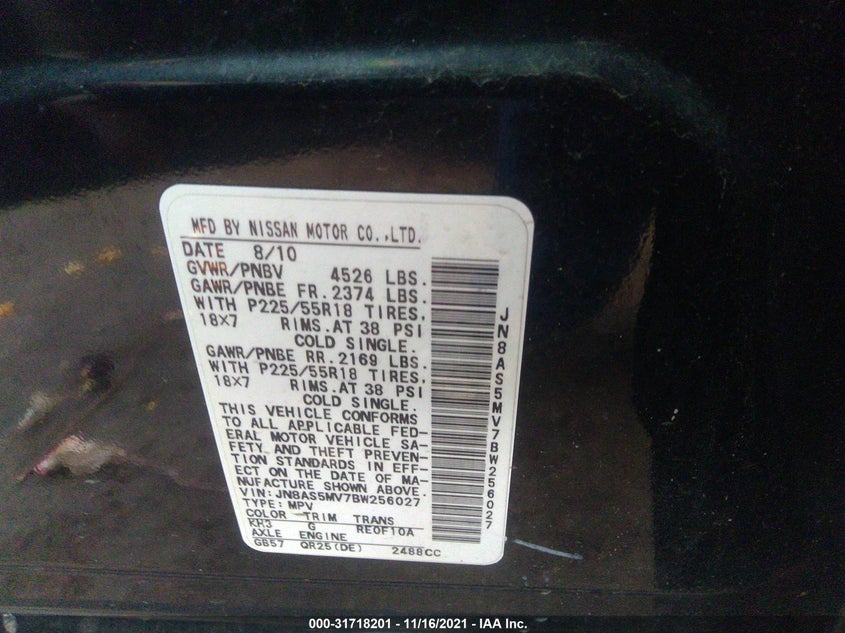 MFD BY NISSAN MOTOR CO.,LTD.
DATE 8/10
GVWR/PNBV 4526 LBS.
GAWR/PNBE FR. 2374 LBS.
WITH P225/55R18 TIRES,
18X7 RIMS. AT 38 PSI
COLD SINGLE.
GAWR/PNBE RR. 2169 LBS.
WITH P225/55R18 TIRES,
18X7 RIMS. AT 38 PSI
COLD SINGLE.
THIS VEHICLE CONFORMS
TO ALL APPLICABLE FED-
ERAL MOTOR VEHICLE SA-
FETY AND THEFT PREVEN-
TION STANDARDS IN EFF-
ECT ON THE DATE OF MA-
NUFACTURE SHOWN ABOVE.
VIN: JN8AS5MV7BW256027
TYPE: MPV
COLOR TRIM TRANS
KH3 G RE0F10A
AXLE ENGINE
GB57 QR25(DE) 2488CC
JN8AS5MV7BW256027
000-31718201 - 11/16/2021 - IAA Inc.